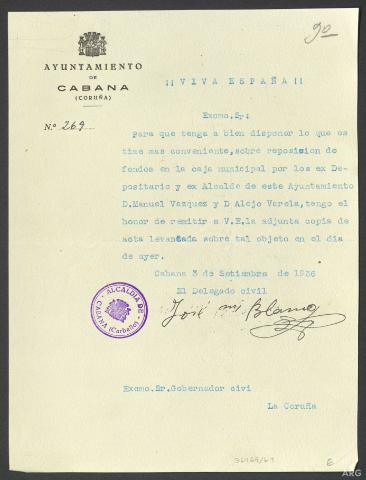 90
AYUNTAMIENTO
DE
CABANA
(CORUÑA)
¡¡VIVA ESPAÑA¡¡
N.º 269
Excmo.Sr:
Para que tenga a bien disponer lo que es
time mas conveniente,sobre reposicion de
fondos en la caja municipal por los ex De-
positario y ex Alcalde de este Ayuntamiento
D.Manuel Vazquez y D Alejo Varela,tengo el
honor de remitir a V.E.la adjunta copia de
acta levantada sobre tal objeto en el dia
de ayer.
Cabana 3 de Setiembre de 1936
El Delegado civil
ALCALDÍA DE CABANA (Carballo)
José Blanco
Excmo.Sr.Gobernador civi
La Coruña
ARG